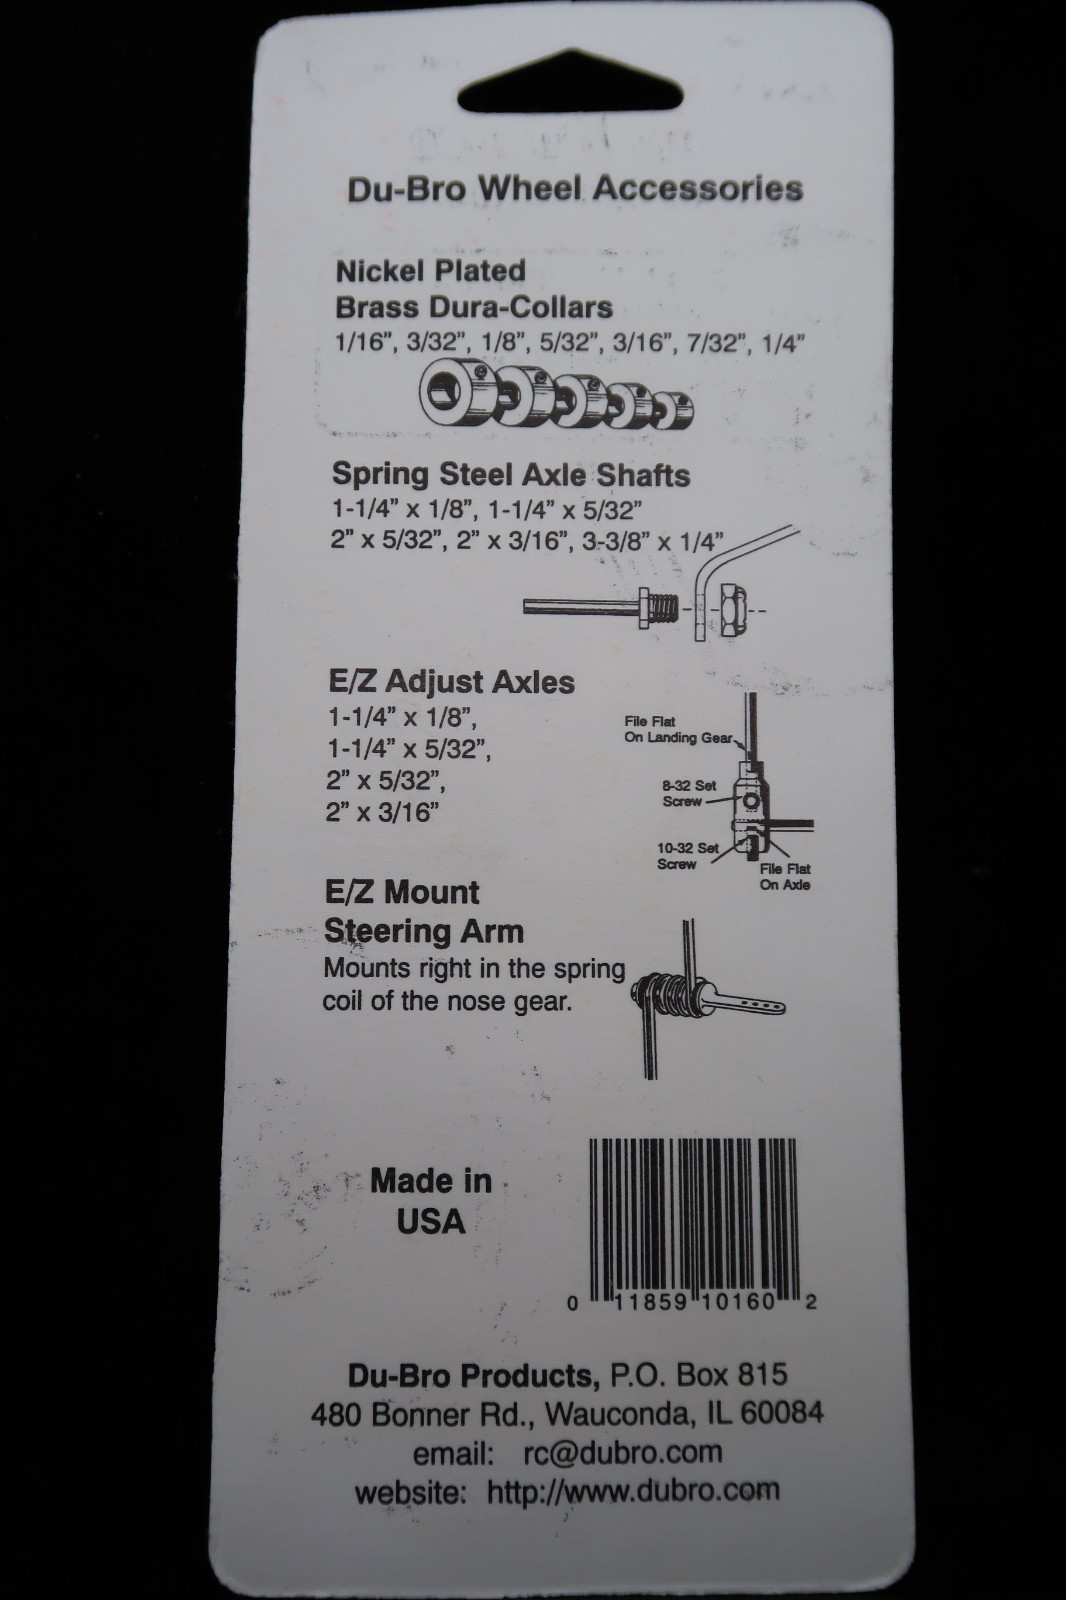 Du-Bro Wheel Accessories
Nickel Plated
Brass Dura-Collars
1/16”, 3/32”, 1/8”, 5/32”, 3/16”, 7/32”, 1/4”
Spring Steel Axle Shafts
1-1/4” x 1/8”, 1-1/4” x 5/32”
2” x 5/32”, 2” x 3/16”, 3-3/8” x 1/4”
E/Z Adjust Axles
1-1/4” x 1/8”,
1-1/4” x 5/32”,
2” x 5/32”,
2” x 3/16”
File Flat
On Landing Gear
8-32 Set
Screw
10-32 Set
Screw
File Flat
On Axle
E/Z Mount
Steering Arm
Mounts right in the spring
coil of the nose gear.
Made in
USA
0 11859 10160 2
Du-Bro Products, P.O. Box 815
480 Bonner Rd., Wauconda, IL 60084
email: rc@dubro.com
website: http://www.dubro.com